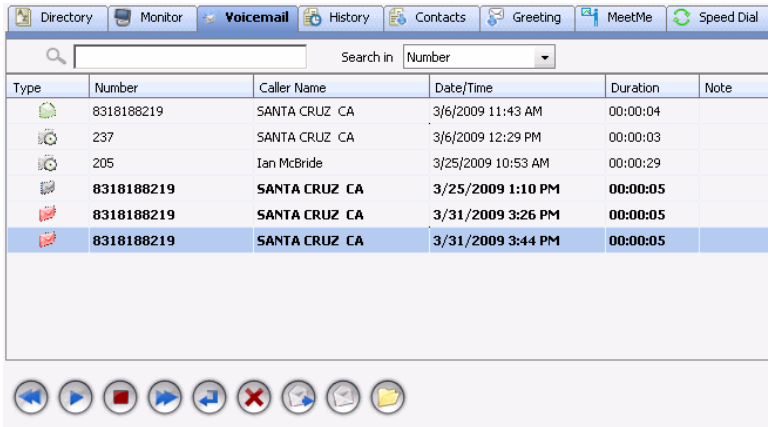 Directory Monitor Voicemail History Contacts Greeting MeetMe Speed Dial
Search in Number
Type Number Caller Name Date/Time Duration Note
8318188219 SANTA CRUZ CA 3/6/2009 11:43 AM 00:00:04
237 SANTA CRUZ CA 3/6/2009 12:29 PM 00:00:03
205 Ian McBride 3/25/2009 10:53 AM 00:00:29
8318188219 SANTA CRUZ CA 3/25/2009 1:10 PM 00:00:05
8318188219 SANTA CRUZ CA 3/31/2009 3:26 PM 00:00:05
8318188219 SANTA CRUZ CA 3/31/2009 3:44 PM 00:00:05